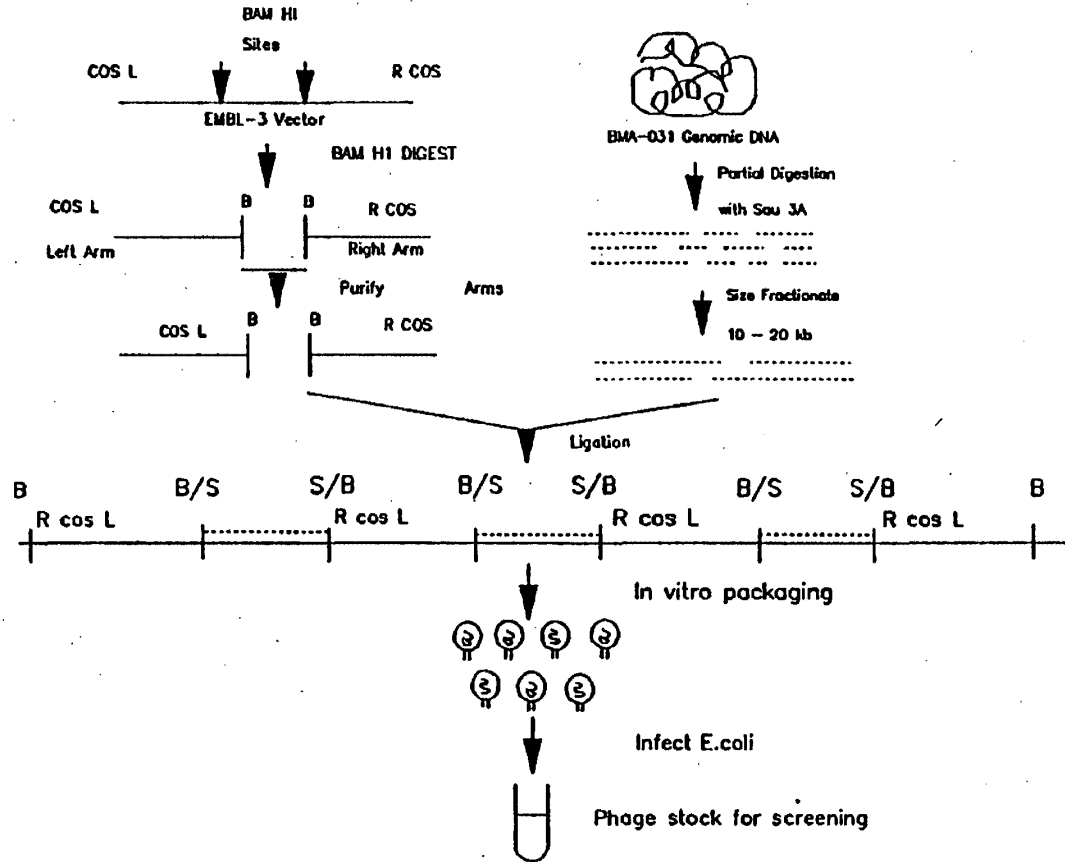 BAM HI
Sites
COS L
R COS
EMBL-3 Vector
BAM H1 DIGEST
B
B
COS L
R COS
Left Arm
Right Arm
Purify Arms
B
B
COS L
R COS
BMA-031 Genomic DNA
Partial Digestion
with Sau 3A
Size Fractionate
10 - 20 kb
Ligation
B B/S S/B B/S S/B B/S S/B B
R cos L R cos L R cos L R cos L
In vitro packaging
Infect E.coli
Phage stock for screening